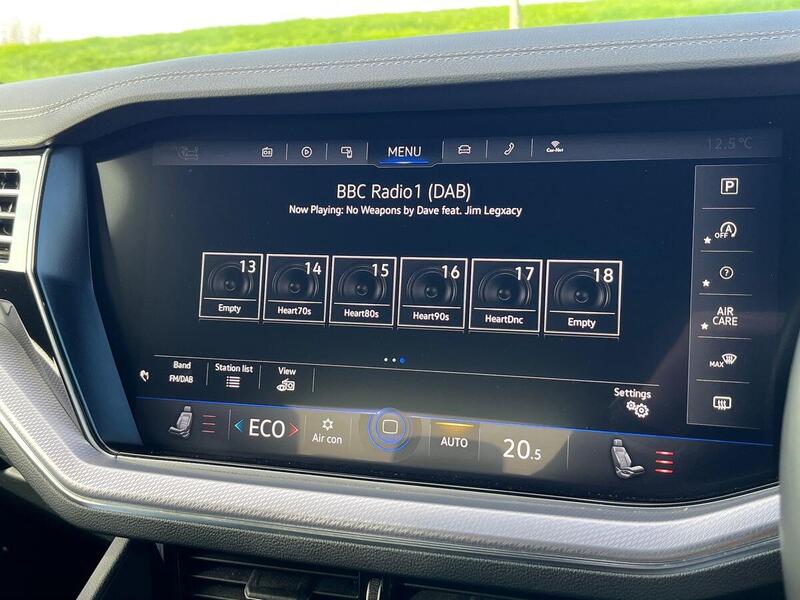 MENU
Car-Net
12.5°C
BBC Radio1 (DAB)
Now Playing: No Weapons by Dave feat. Jim Legxacy
P
A
OFF
?
13
Empty
14
Heart70s
15
Heart80s
16
Heart90s
17
HeartDnc
18
Empty
AIR
CARE
MAX
Band
FM/DAB
Station list
View
Settings
ECO
Air con
AUTO
20.5